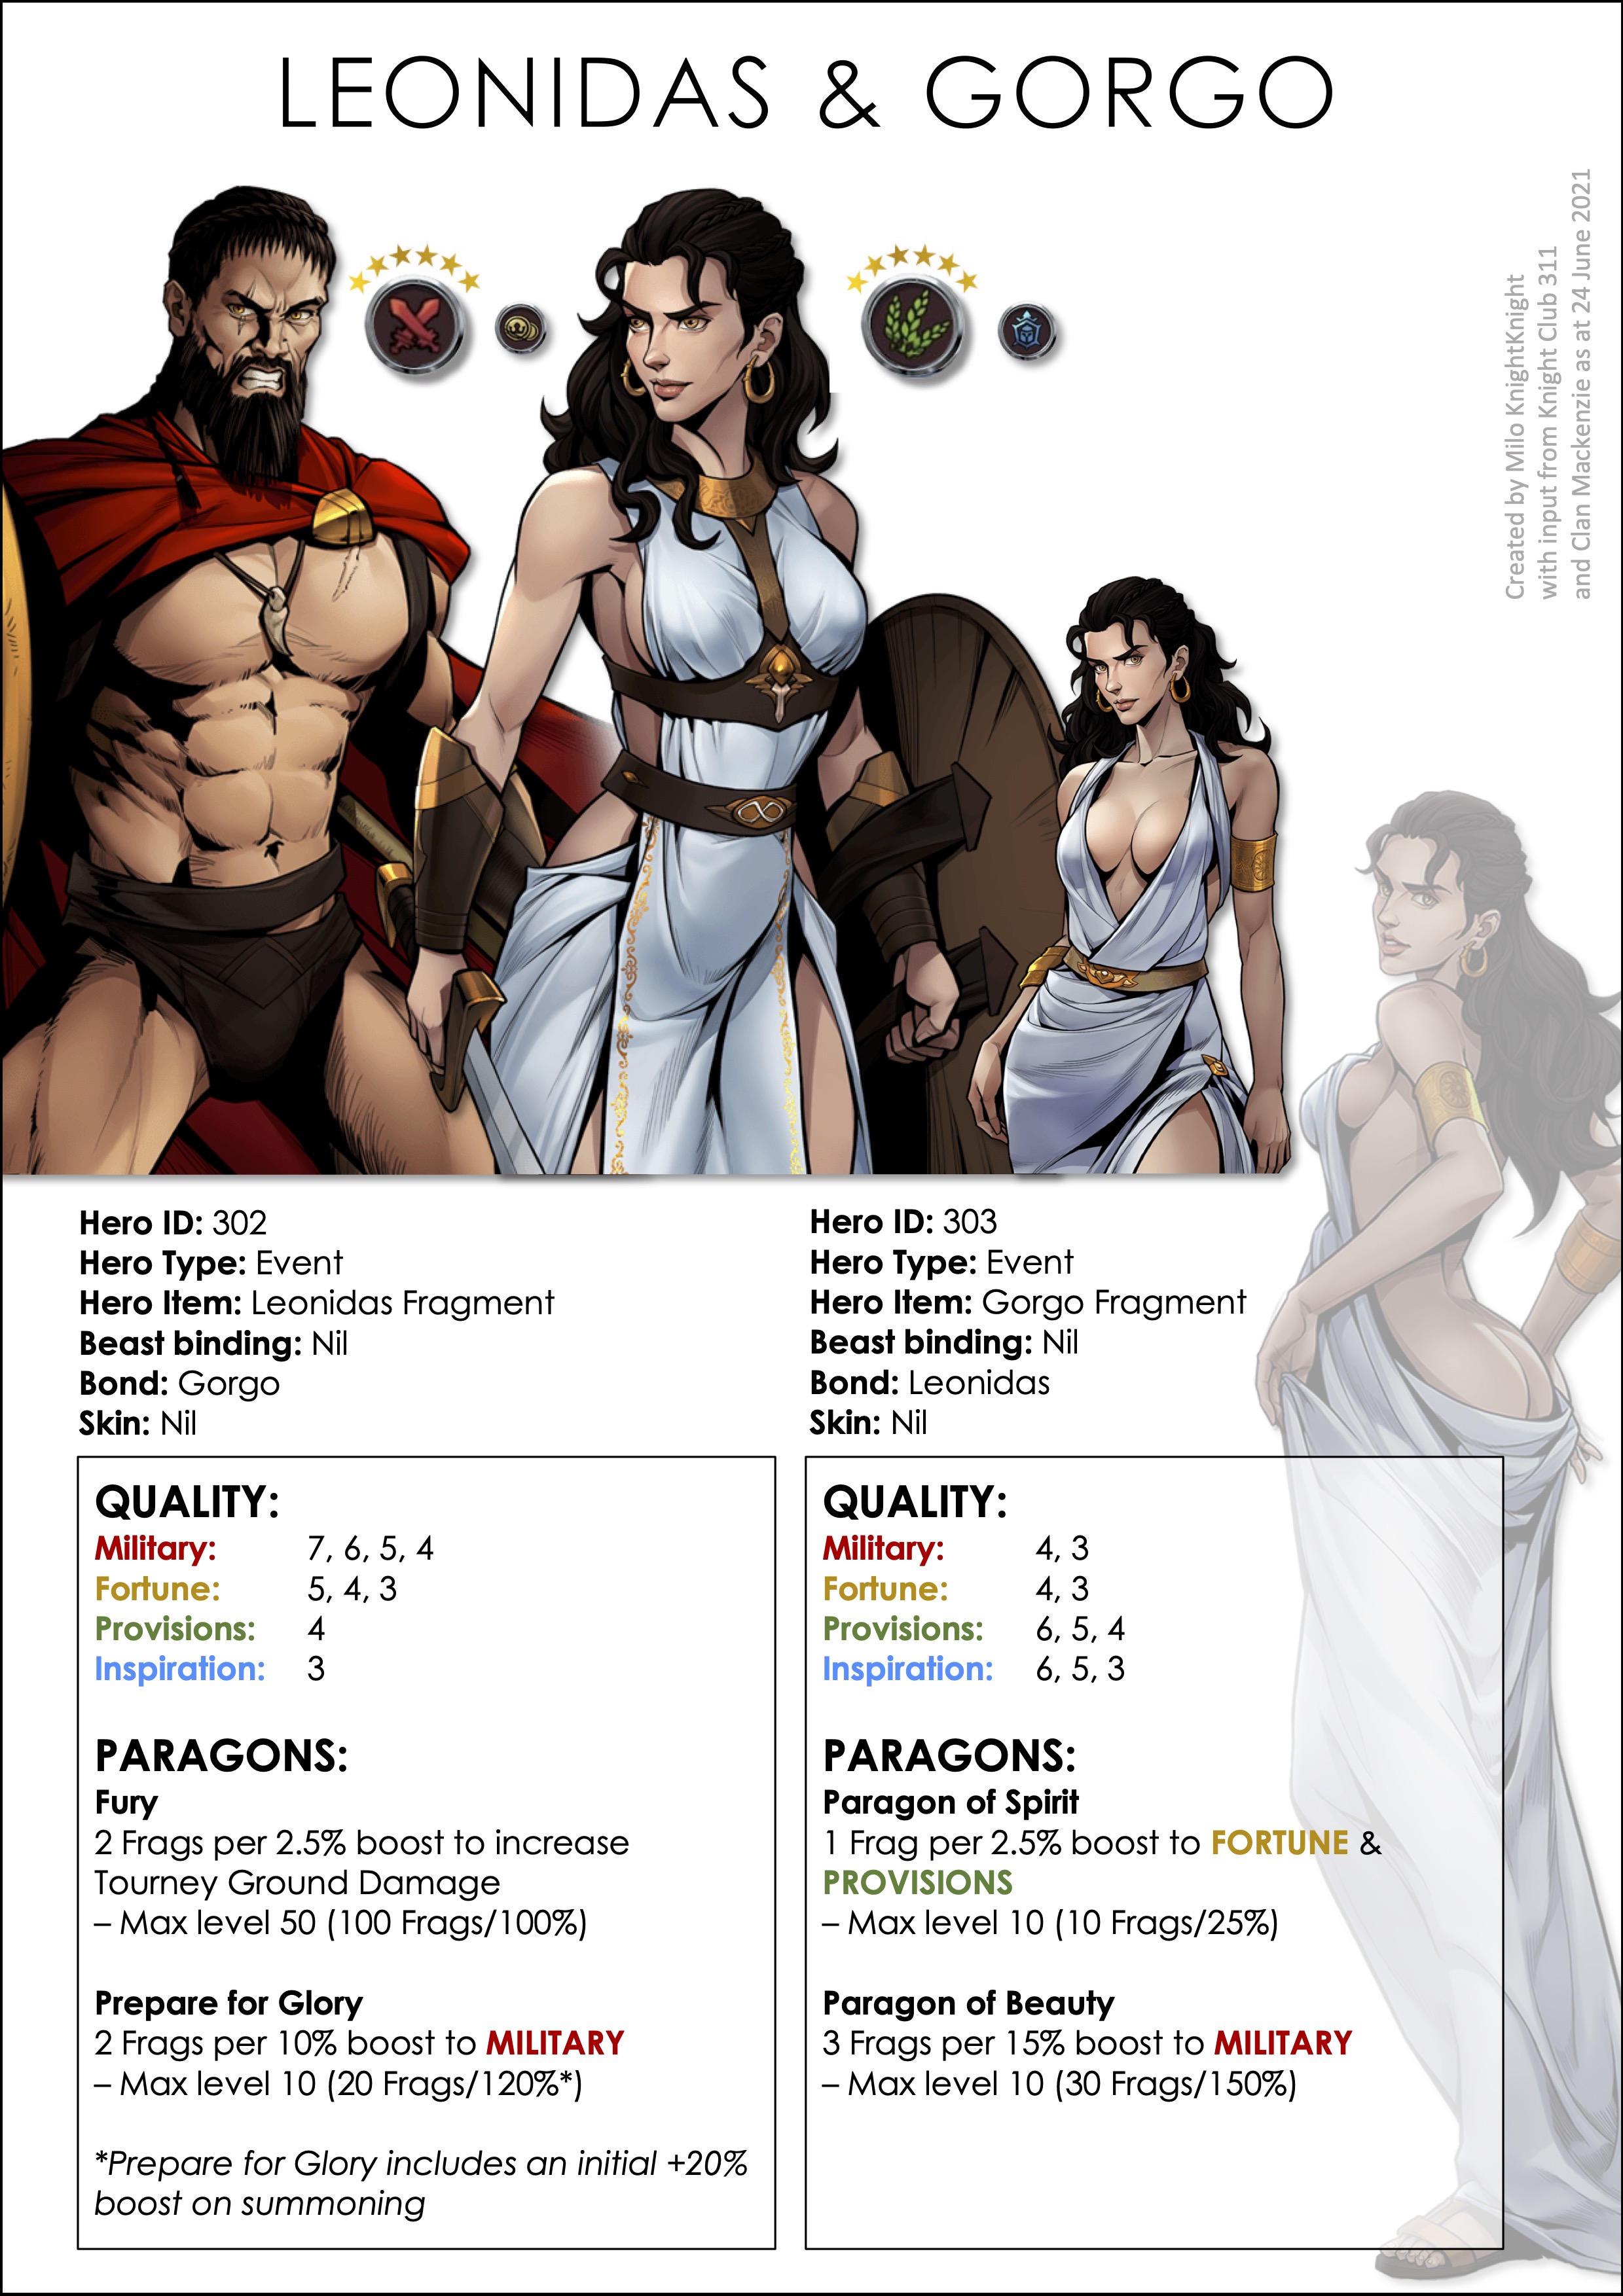 LEONIDAS & GORGO
Created by Milo KnightKnight
with input from Knight Club 311
and Clan Mackenzie as at 24 June 2021
Hero ID: 302
Hero Type: Event
Hero Item: Leonidas Fragment
Beast binding: Nil
Bond: Gorgo
Skin: Nil
QUALITY:
Military: 7, 6, 5, 4
Fortune: 5, 4, 3
Provisions: 4
Inspiration: 3
PARAGONS:
Fury
2 Frags per 2.5% boost to increase
Tourney Ground Damage
– Max level 50 (100 Frags/100%)
Prepare for Glory
2 Frags per 10% boost to MILITARY
– Max level 10 (20 Frags/120%*)
*Prepare for Glory includes an initial +20%
boost on summoning
Hero ID: 303
Hero Type: Event
Hero Item: Gorgo Fragment
Beast binding: Nil
Bond: Leonidas
Skin: Nil
QUALITY:
Military: 4, 3
Fortune: 4, 3
Provisions: 6, 5, 4
Inspiration: 6, 5, 3
PARAGONS:
Paragon of Spirit
1 Frag per 2.5% boost to FORTUNE &
PROVISIONS
– Max level 10 (10 Frags/25%)
Paragon of Beauty
3 Frags per 15% boost to MILITARY
– Max level 10 (30 Frags/150%)